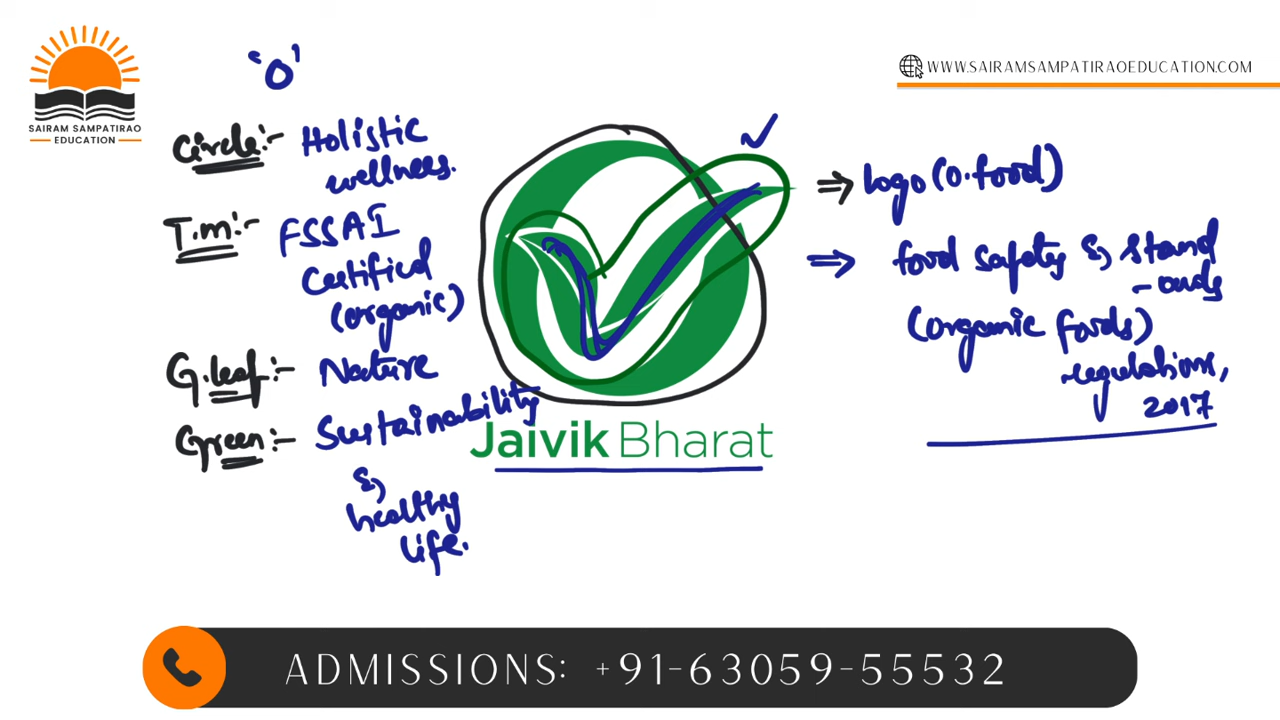 'O'
WWW.SAIRAMSAMPATIRAOEDUCATION.COM
SAIRAM SAMPATIRAO
EDUCATION
Circle:- Holistic
wellness.
T.m:- FSSAI
Certified
(organic)
G.leaf:- Nature
Green:- Sustainability
&
healthy
life.
✓
Jaivik Bharat
⇒ logo (o.food)
⇒ food safety & stand
-ards
(organic foods)
regulations,
2017
ADMISSIONS: +91-63059-55532